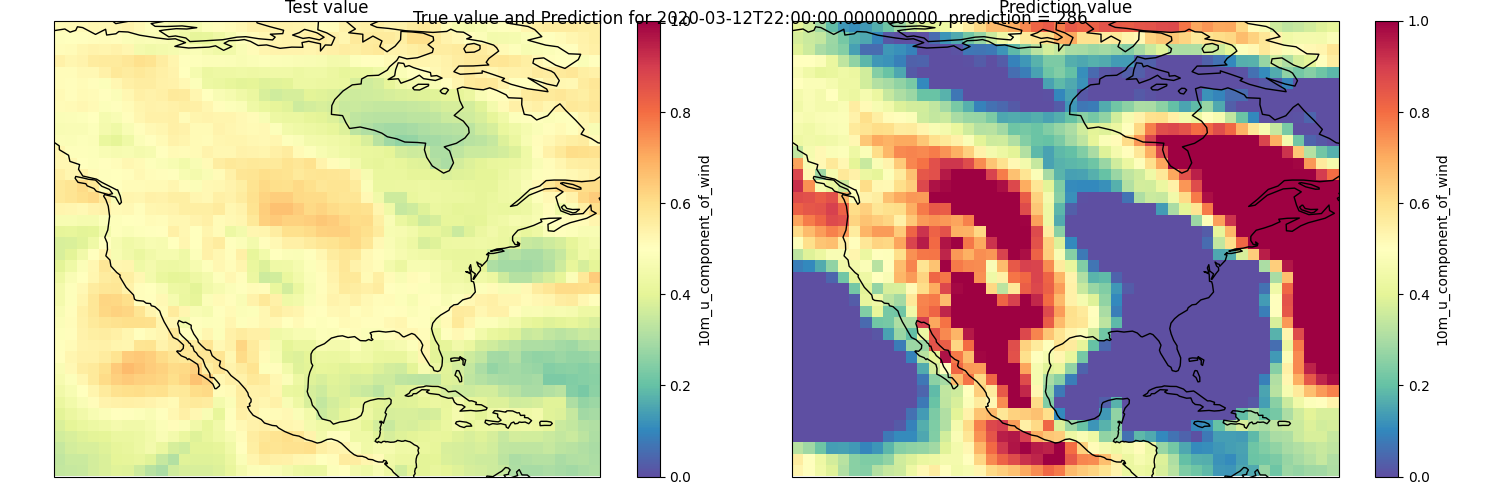 Test value
Prediction value
True value and Prediction for 2020-03-12T22:00:00.000000000, prediction = 286
1.0
0.8
0.6
0.4
0.2
0.0
10m_u_component_of_wind
1.0
0.8
0.6
0.4
0.2
0.0
10m_u_component_of_wind